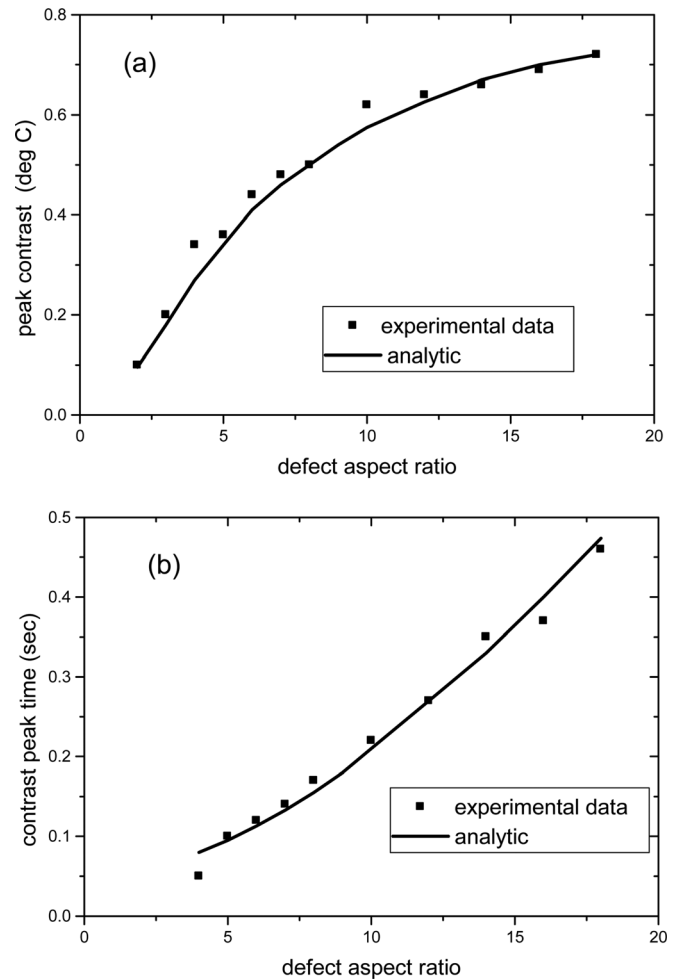 0.8
(a)
0.6
0.4
0.2
0.0
peak contrast (deg C)
experimental data
analytic
0
5
10
15
20
defect aspect ratio
0.5
(b)
0.4
0.3
0.2
0.1
0.0
contrast peak time (sec)
experimental data
analytic
0
5
10
15
20
defect aspect ratio